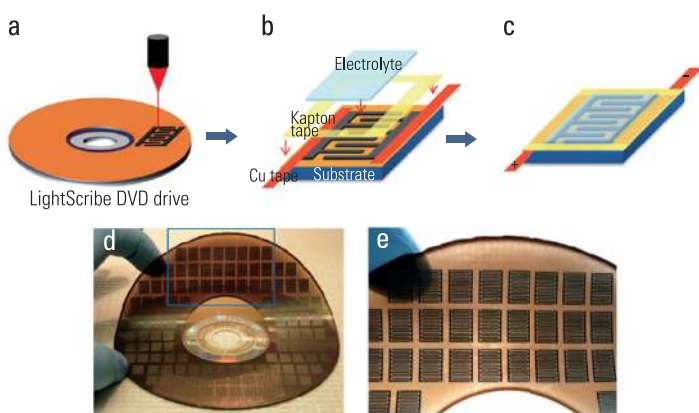 a
LightScribe DVD drive
b
Electrolyte
Kapton
tape
Cu tape
Substrate
c
-
+
d
e